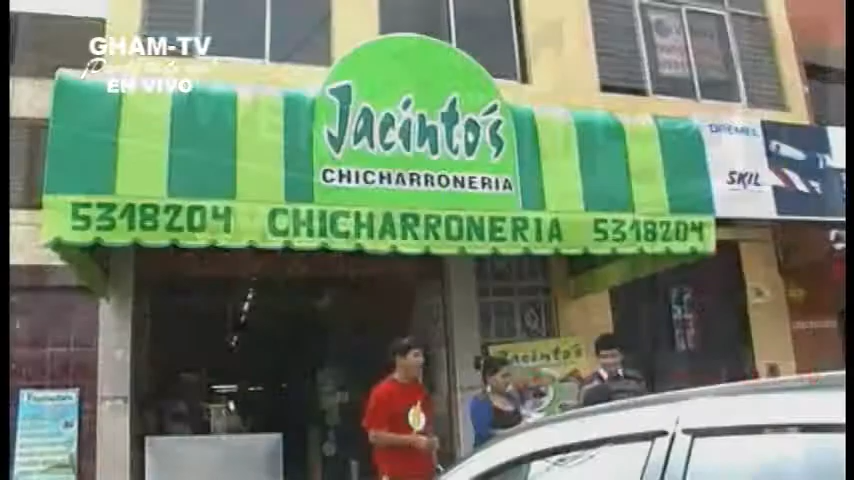 GHAM-TV
EN VIVO
Jacinto´s
CHICHARRONERIA
5318204 CHICHARRONERIA 5318204
DREMEL
SKIL
Jacinto´s